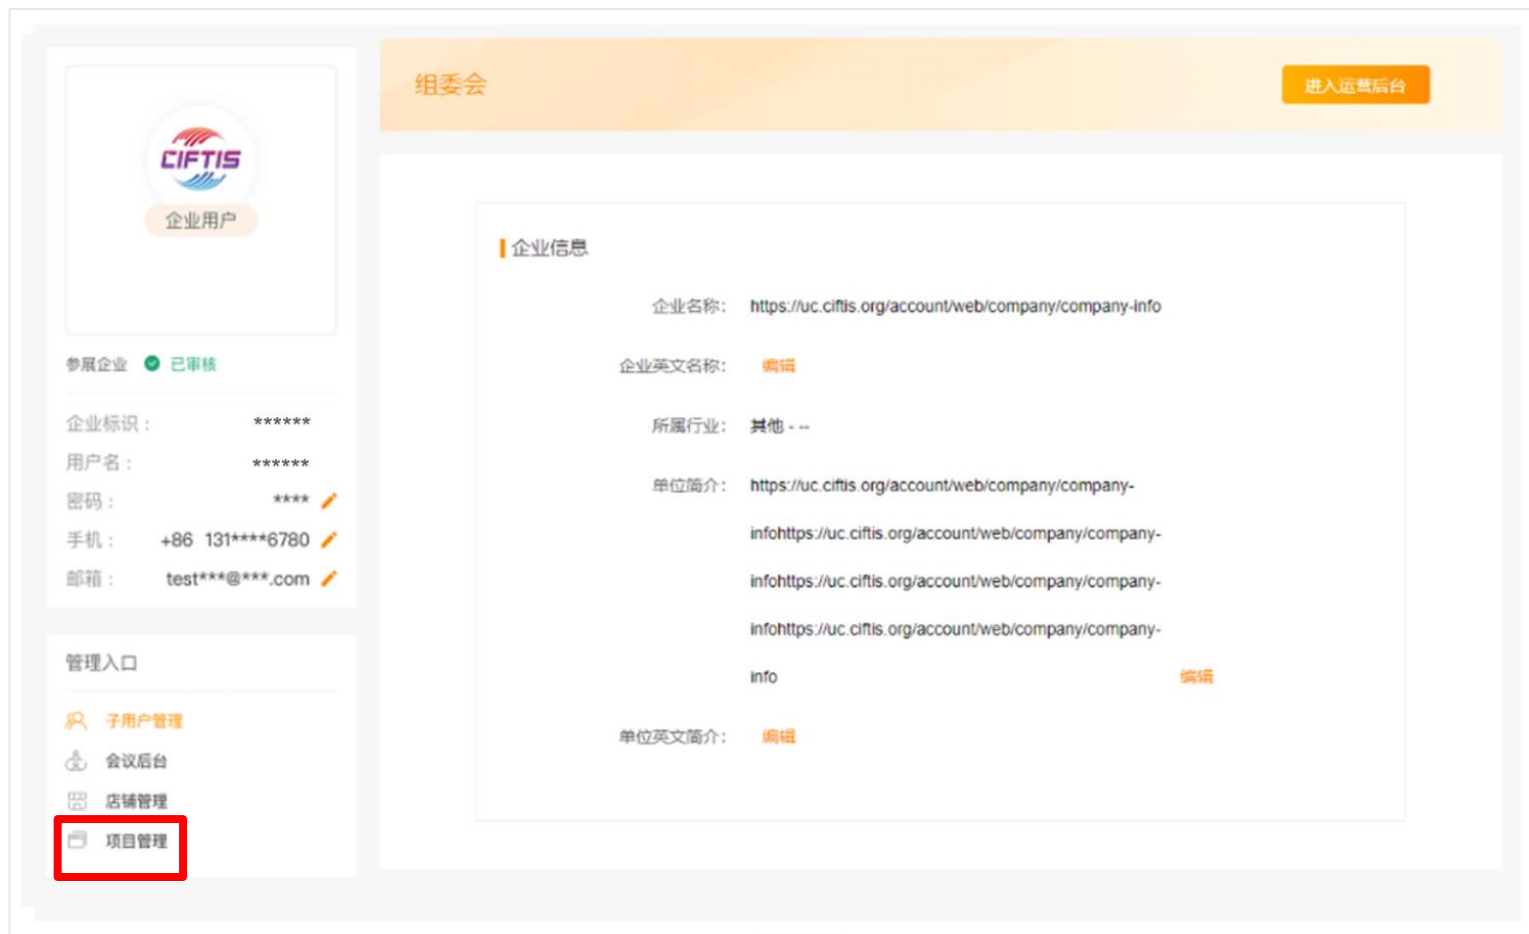 CIFTIS
企业用户
参展企业 已审核
企业标识： ******
用户名： ******
密码： ****
手机： +86 131****6780
邮箱： test***@***.com
管理入口
子用户管理
会议后台
店铺管理
项目管理
组委会
进入运营后台
企业信息
企业名称： https://uc.ciftis.org/account/web/company/company-info
企业英文名称： 编辑
所属行业： 其他 - --
单位简介： https://uc.ciftis.org/account/web/company/company-
infohttps://uc.ciftis.org/account/web/company/company-
infohttps://uc.ciftis.org/account/web/company/company-
infohttps://uc.ciftis.org/account/web/company/company-
info 编辑
单位英文简介： 编辑